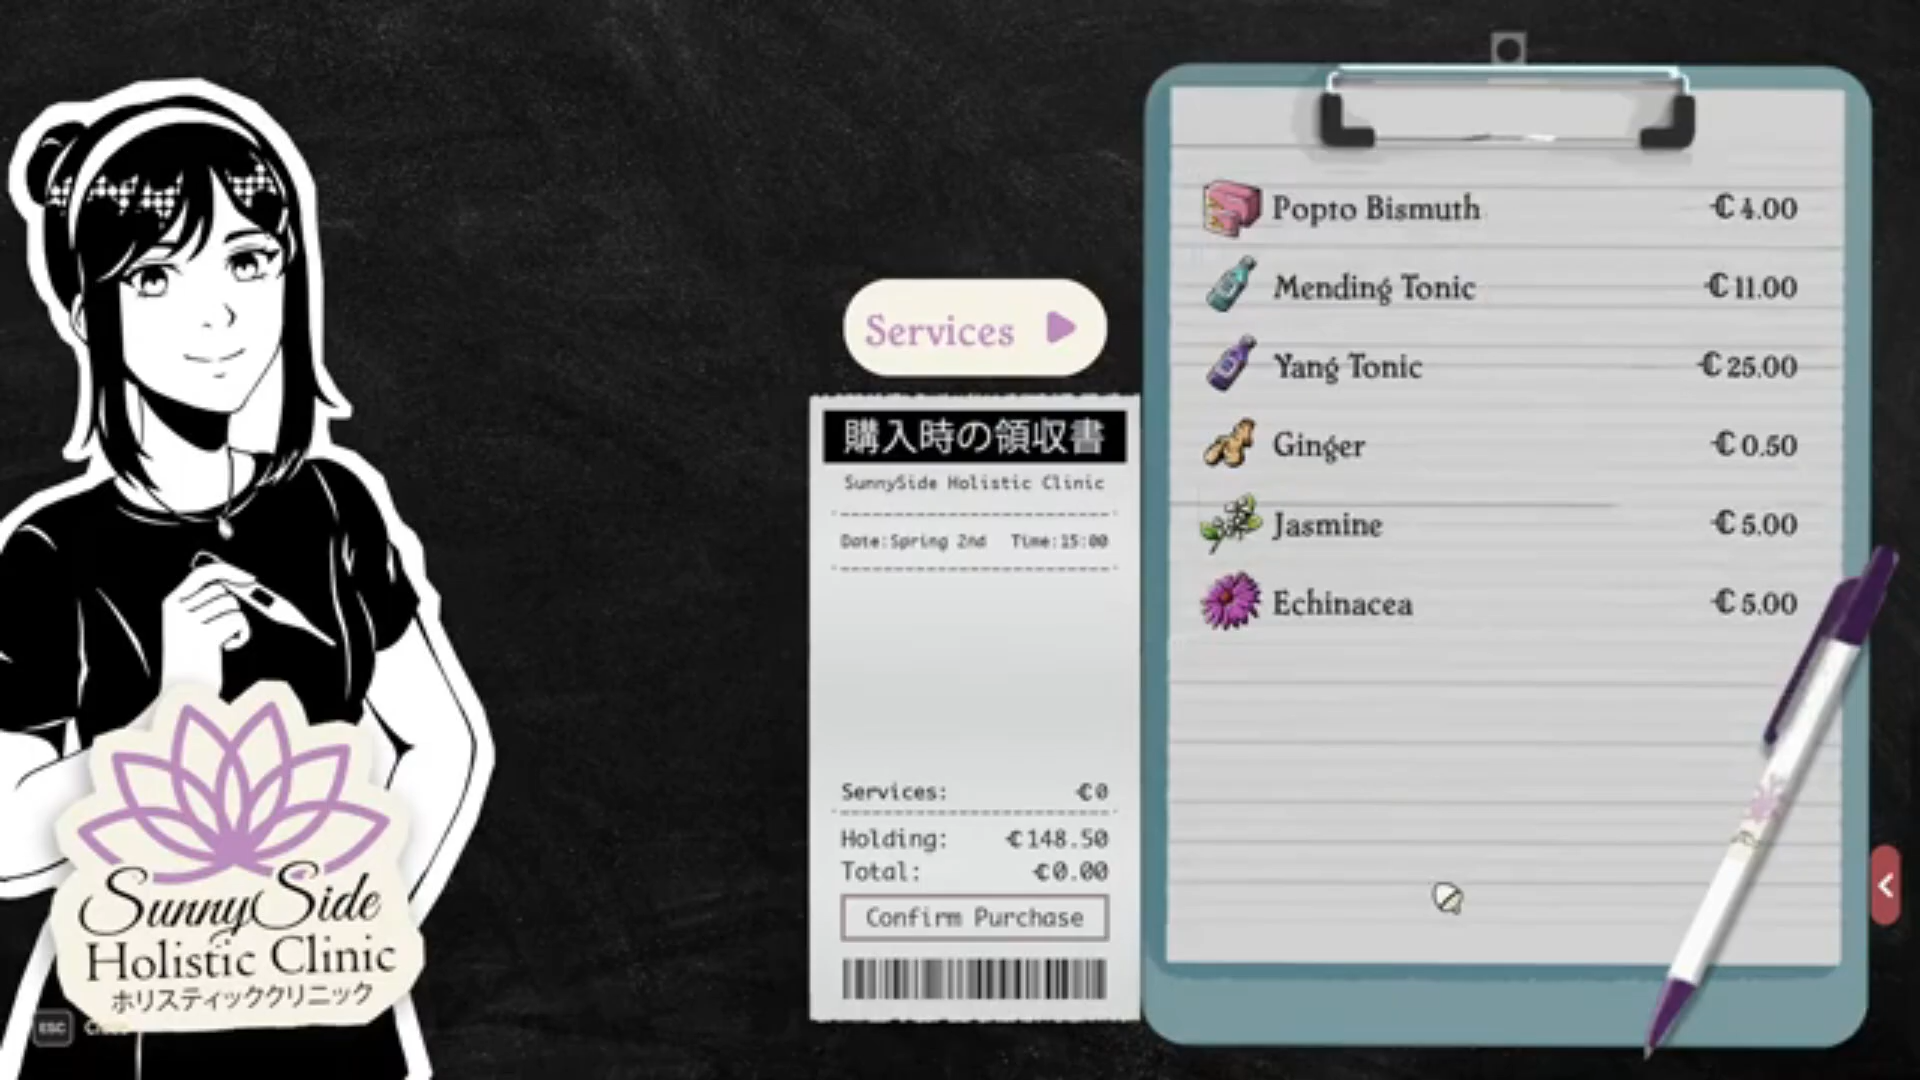 Services
購入時の領収書
SunnySide Holistic Clinic
Date:Spring 2nd Time:15:00
Services: €0
Holding: €148.50
Total: €0.00
Confirm Purchase
Popto Bismuth €4.00
Mending Tonic €11.00
Yang Tonic €25.00
Ginger €0.50
Jasmine €5.00
Echinacea €5.00
SunnySide
Holistic Clinic
ホリスティッククリニック
ESC